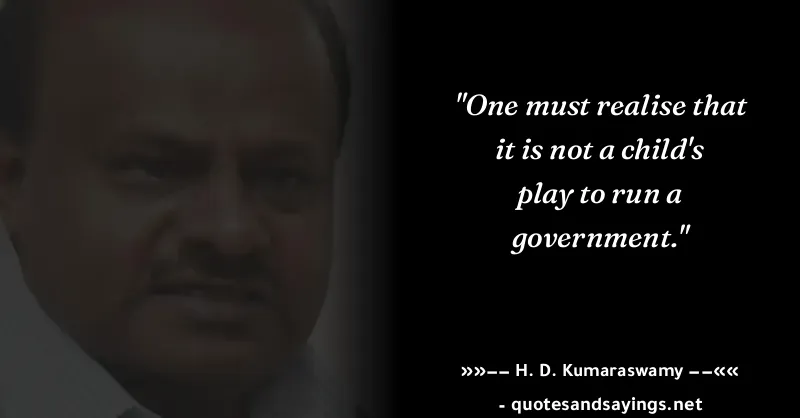 "One must realise that
it is not a child's
play to run a
government."
»»−− H. D. Kumaraswamy −−««
- quotesandsayings.net